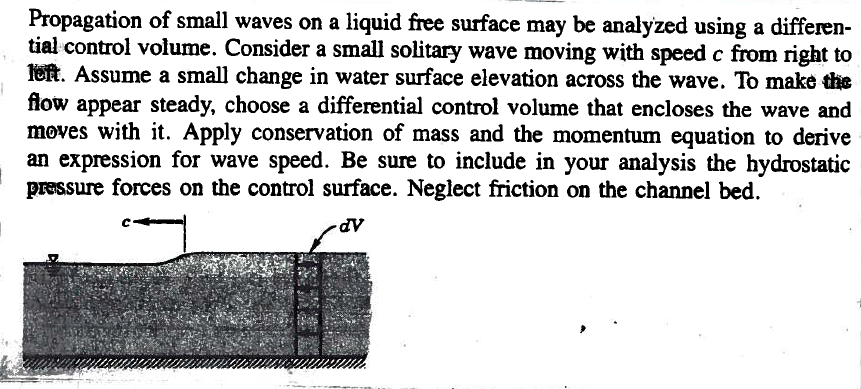 Propagation of small waves on a liquid free surface may be analyzed using a differen-
tial control volume. Consider a small solitary wave moving with speed c from right to
left. Assume a small change in water surface elevation across the wave. To make the
flow appear steady, choose a differential control volume that encloses the wave and
moves with it. Apply conservation of mass and the momentum equation to derive
an expression for wave speed. Be sure to include in your analysis the hydrostatic
pressure forces on the control surface. Neglect friction on the channel bed.
c
dV